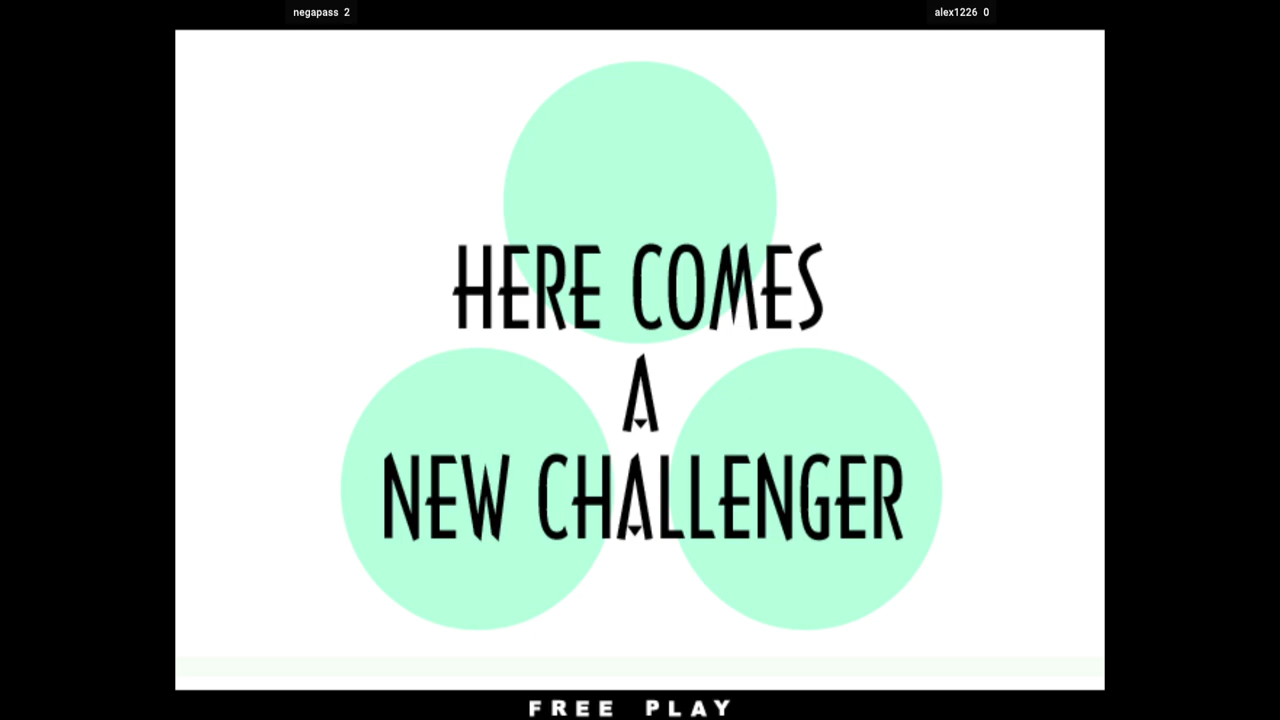 negapass 2
alex1226 0
HERE COMES
A
NEW CHALLENGER
FREE PLAY